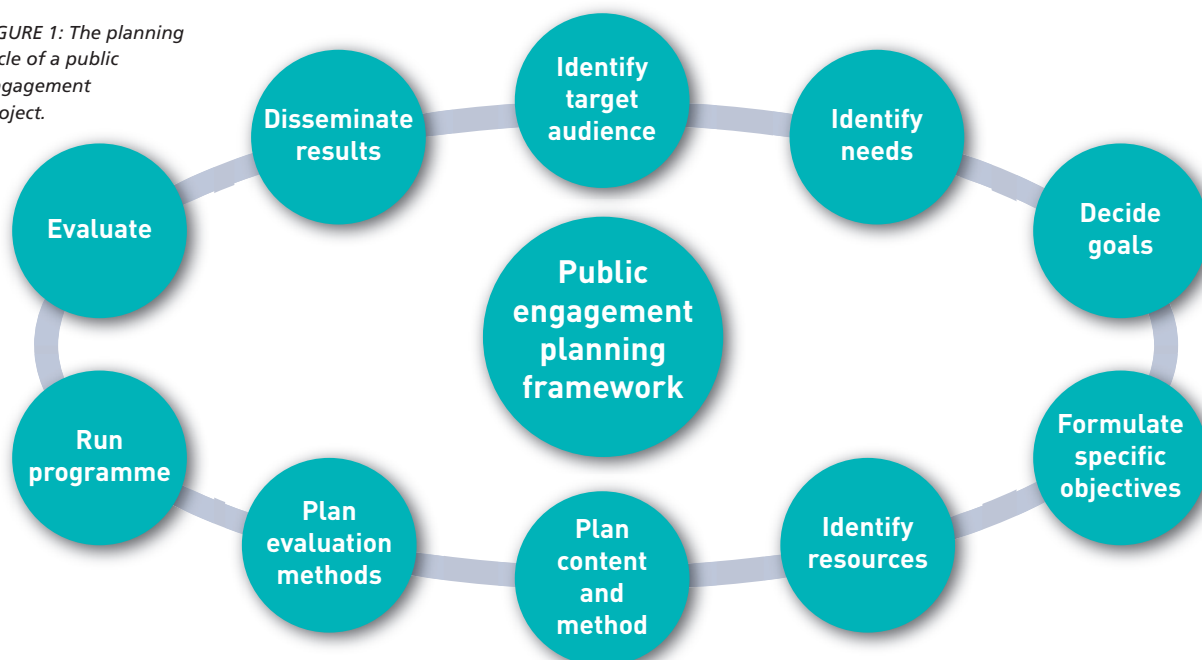 GURE 1: The planning
cle of a public
gagement
oject.
Identify
target
audience
Disseminate
results
Identify
needs
Evaluate
Decide
goals
Public
engagement
planning
framework
Run
programme
Formulate
specific
objectives
Plan
evaluation
methods
Plan
content
and
method
Identify
resources